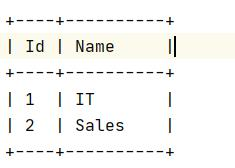 +----+----------+
| Id | Name     |
+----+----------+
| 1  | IT       |
| 2  | Sales    |
+----+----------+